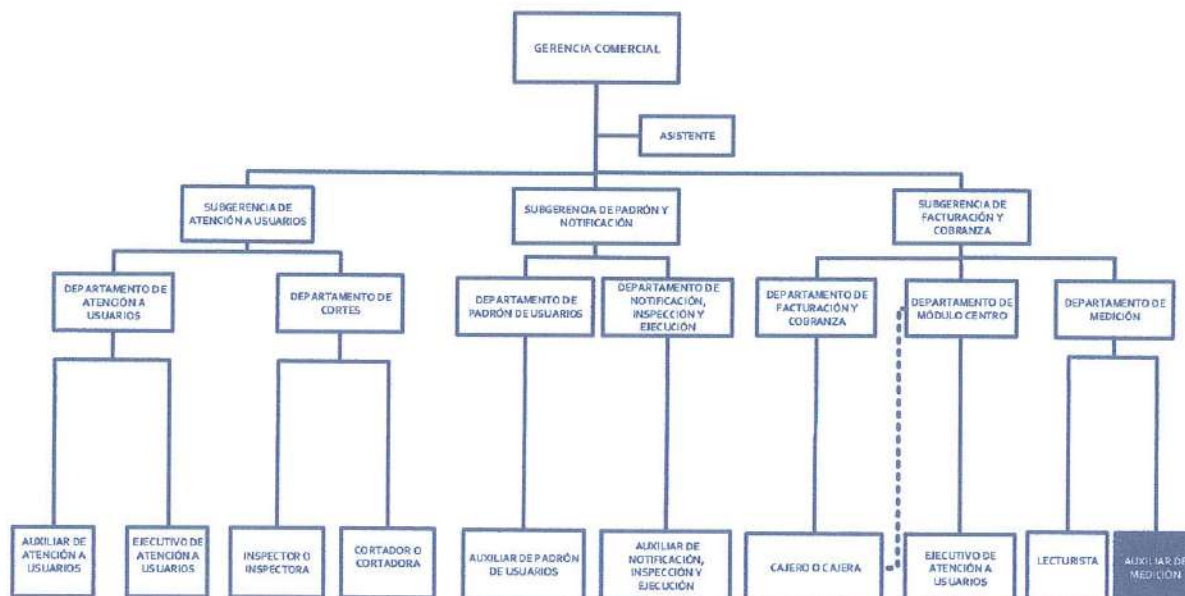 GERENCIA COMERCIAL
ASISTENTE
SUBGERENCIA DE
ATENCIÓN A USUARIOS
SUBGERENCIA DE PADRÓN Y
NOTIFICACIÓN
SUBGERENCIA DE
FACTURACIÓN Y
COBRANZA
DEPARTAMENTO DE
ATENCIÓN A
USUARIOS
DEPARTAMENTO DE
CORTES
DEPARTAMENTO DE
PADRÓN DE USUARIOS
DEPARTAMENTO DE
NOTIFICACIÓN,
INSPECCIÓN Y
EJECUCIÓN
DEPARTAMENTO DE
FACTURACIÓN Y
COBRANZA
DEPARTAMENTO DE
MÓDULO CENTRO
DEPARTAMENTO DE
MEDICIÓN
AUXILIAR DE
ATENCIÓN A
USUARIOS
EJECUTIVO DE
ATENCIÓN A
USUARIOS
INSPECTOR O
INSPECTORA
CORTADOR O
CORTADORA
AUXILIAR DE PADRÓN
DE USUARIOS
AUXILIAR DE
NOTIFICACIÓN,
INSPECCIÓN Y
EJECUCIÓN
CAJERO O CAJERA
EJECUTIVO DE
ATENCIÓN A
USUARIOS
LECTURISTA
AUXILIAR DE
MEDICIÓN